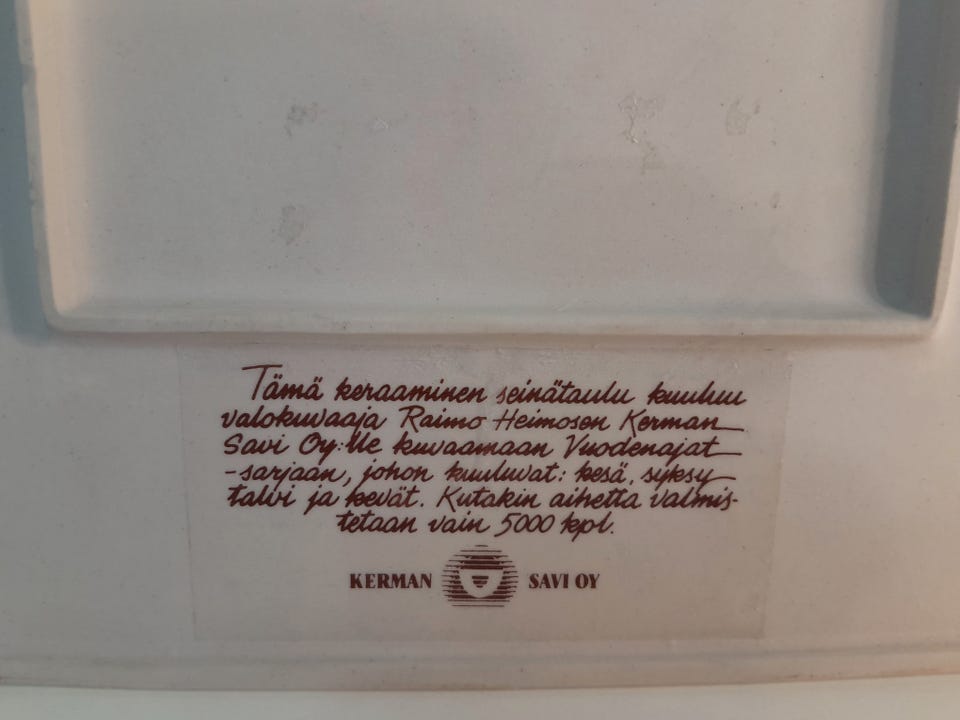 Tämä keraaminen seinätaulu kuuluu
valokuvaaja Raimo Heimosen Kerman
Savi Oy:lle kuvaamaan Vuodenajat
-sarjaan, johon kuuluvat: kesä, syksy
talvi ja kevät. Kutakin aihetta valmis-
tetaan vain 5000 kpl.
KERMAN SAVI OY